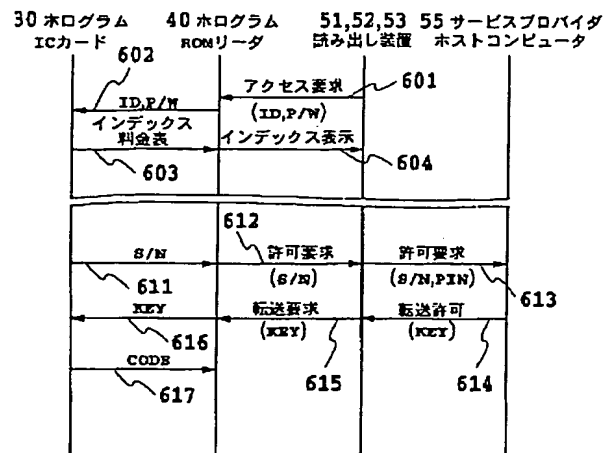 30 ホログラム
ICカード
40 ホログラム
ROMリーダ
51,52,53
読み出し装置
55 サービスプロバイダ
ホストコンピュータ
602
601
アクセス要求
(ID,P/W)
ID,P/W
インデックス
料金表
インデックス表示
603
604
612
S/N
許可要求
(S/N)
許可要求
(S/N,PIN)
611
613
KEY
転送要求
(KEY)
転送許可
(KEY)
616
615
614
CODE
617